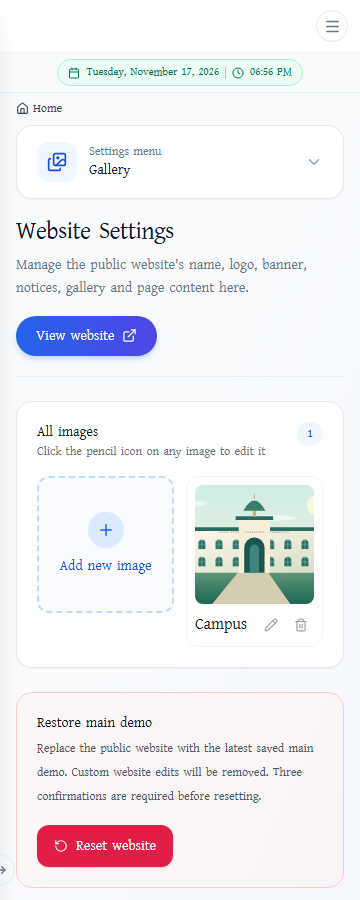 Tuesday, November 17, 2026 | 06:56 PM
Home
Settings menu
Gallery
Website Settings
Manage the public website's name, logo, banner,
notices, gallery and page content here.
View website
All images
1
Click the pencil icon on any image to edit it
Add new image
Campus
Restore main demo
Replace the public website with the latest saved main
demo. Custom website edits will be removed. Three
confirmations are required before resetting.
Reset website